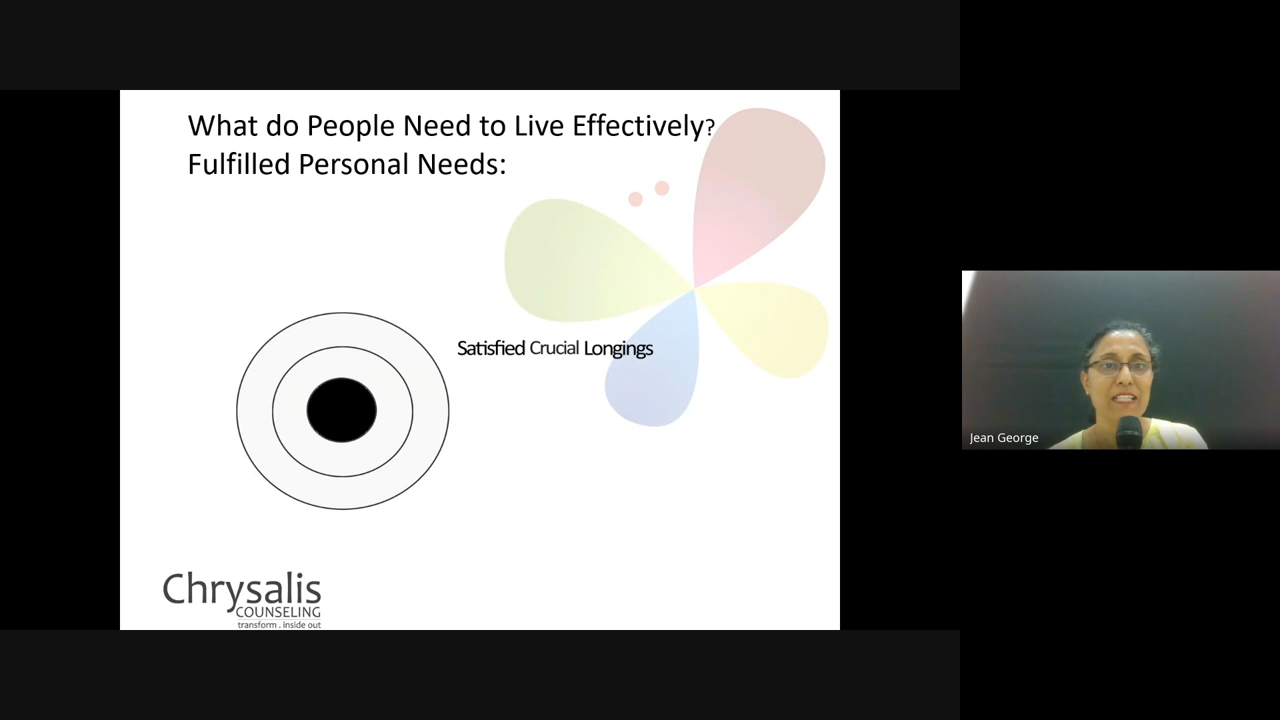 What do People Need to Live Effectively?
Fulfilled Personal Needs:
Satisfied Crucial Longings
Chrysalis
COUNSELING
transform . inside out
Jean George